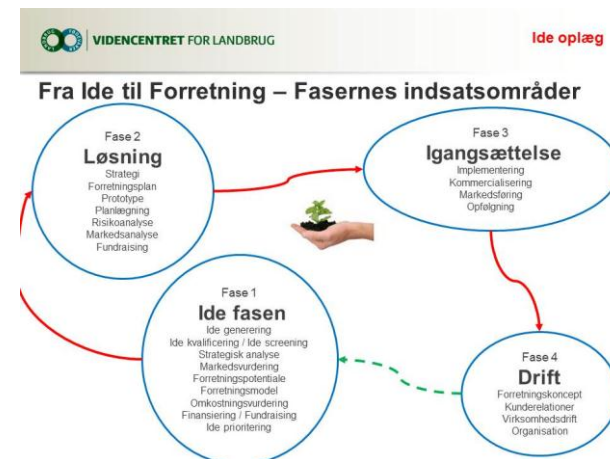 VIDENCENTRET FOR LANDBRUG
Ide oplæg
Fra Ide til Forretning – Fasernes indsatsområder
Fase 2
Løsning
Strategi
Forretningsplan
Prototype
Planlægning
Risikoanalyse
Markedsanalyse
Fundraising
Fase 3
Igangsættelse
Implementering
Kommercialisering
Markedsføring
Opfølgning
Fase 1
Ide fasen
Ide generering
Ide kvalificering / Ide screening
Strategisk analyse
Markedsvurdering
Forretningspotentiale
Forretningsmodel
Omkostningsvurdering
Finansiering / Fundraising
Ide prioritering
Fase 4
Drift
Forretningskoncept
Kunderelationer
Virksomhedsdrift
Organisation